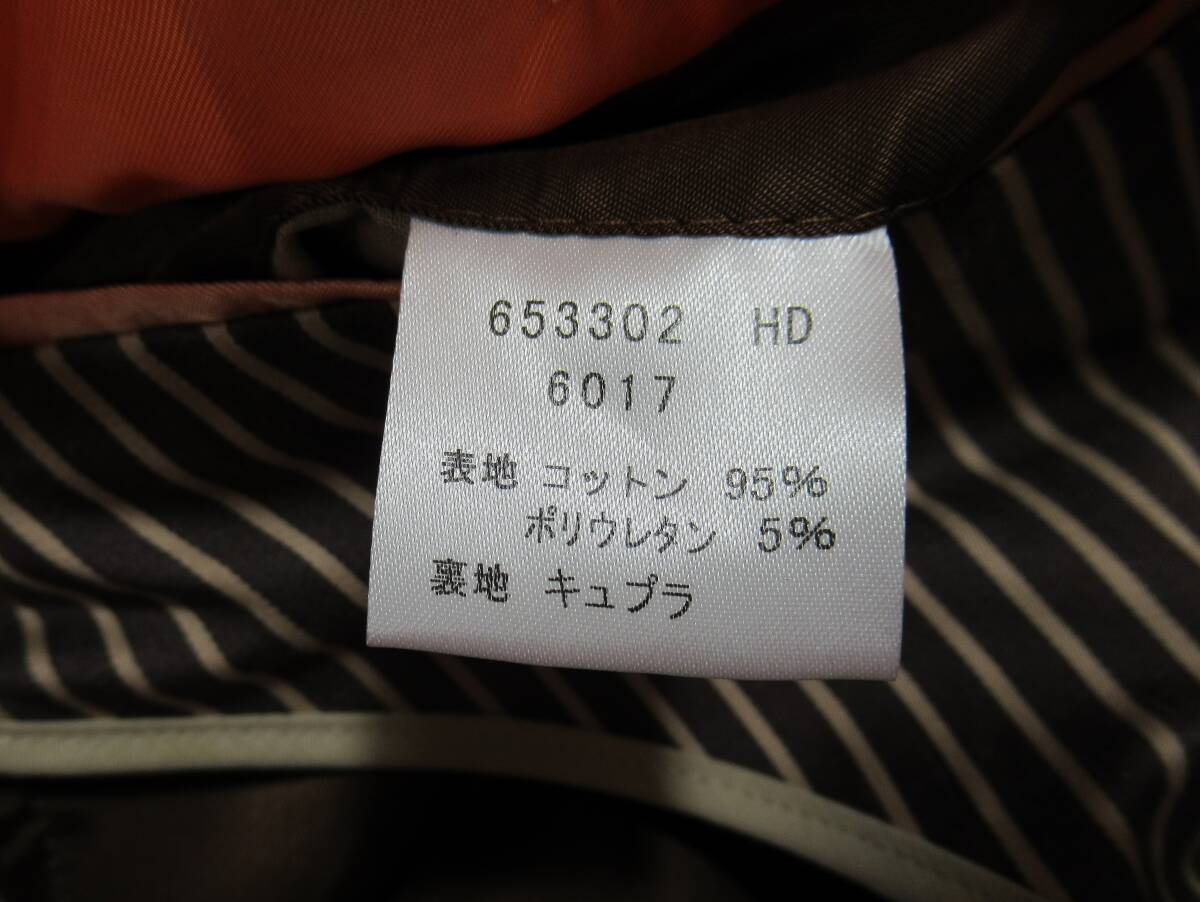 653302 HD
6017
表地 コットン 95%
ポリウレタン 5%
裏地 キュプラ